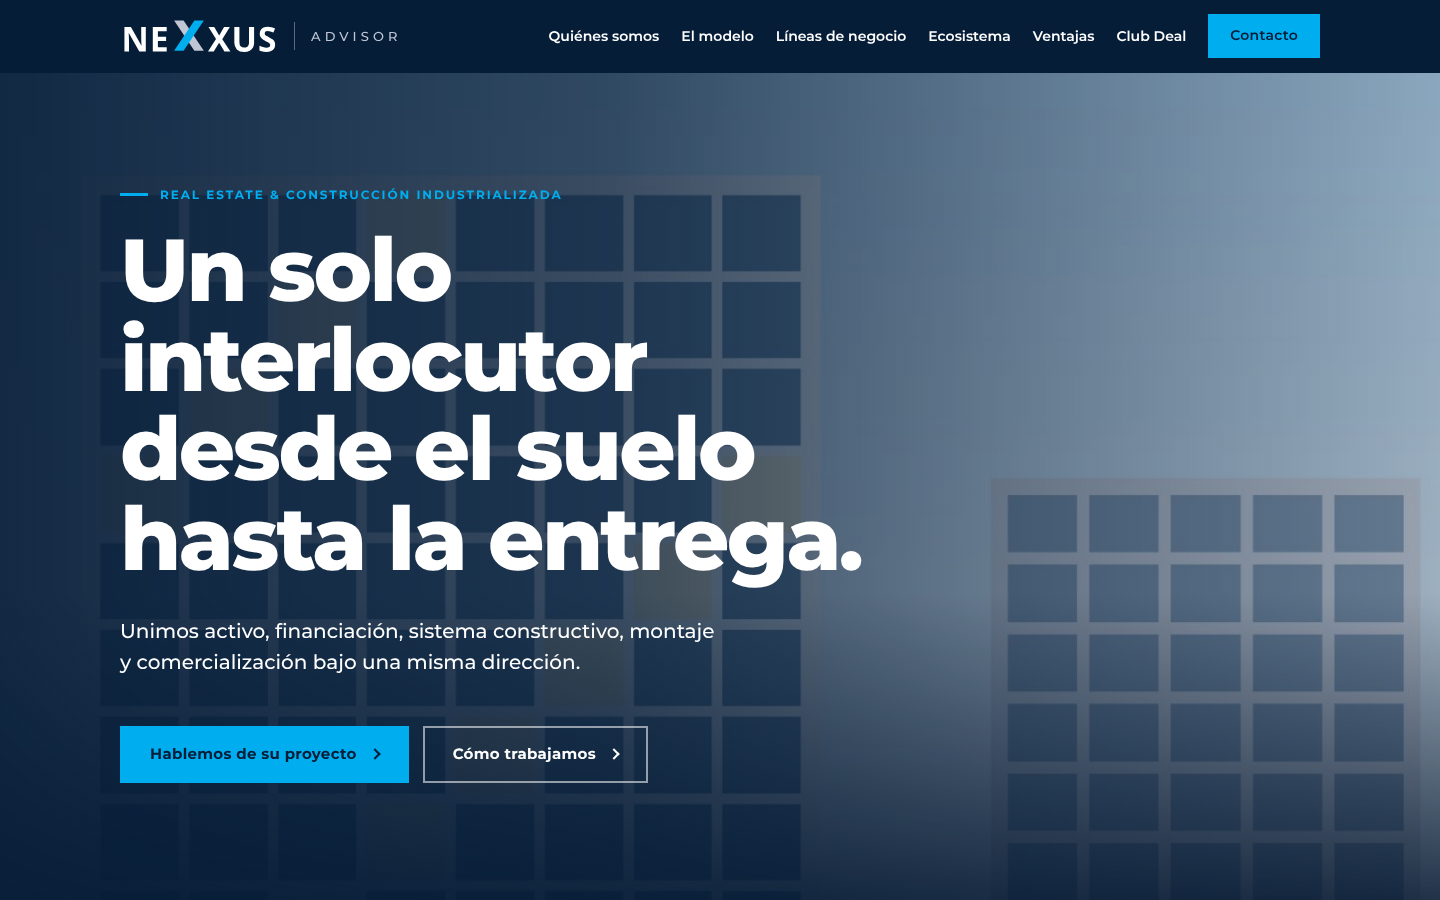 NEXXUS ADVISOR
Quiénes somos
El modelo
Líneas de negocio
Ecosistema
Ventajas
Club Deal
Contacto
REAL ESTATE & CONSTRUCCIÓN INDUSTRIALIZADA
Un solo
interlocutor
desde el suelo
hasta la entrega.
Unimos activo, financiación, sistema constructivo, montaje
y comercialización bajo una misma dirección.
Hablemos de su proyecto
Cómo trabajamos